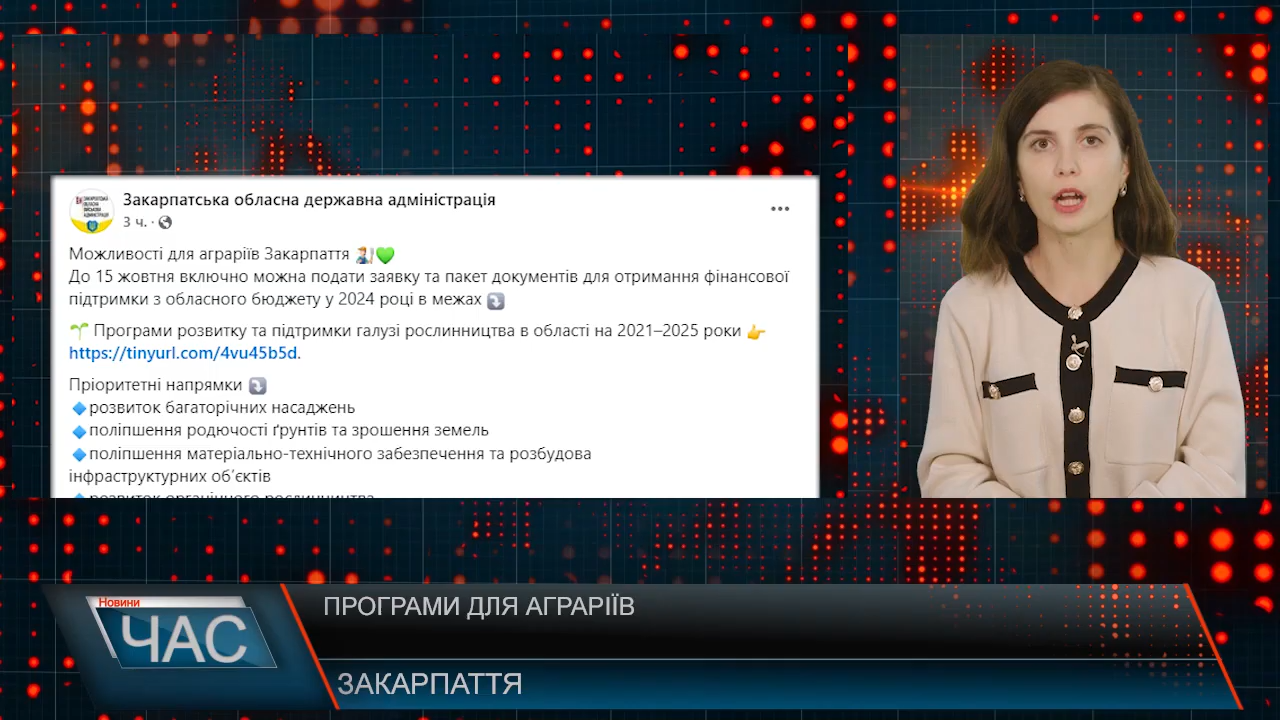 Закарпатська обласна державна адміністрація
3 ч. ·
Можливості для аграріїв Закарпаття
До 15 жовтня включно можна подати заявку та пакет документів для отримання фінансової
підтримки з обласного бюджету у 2024 році в межах
Програми розвитку та підтримки галузі рослинництва в області на 2021–2025 роки
https://tinyurl.com/4vu45b5d.
Пріоритетні напрямки
розвиток багаторічних насаджень
поліпшення родючості ґрунтів та зрошення земель
поліпшення матеріально-технічного забезпечення та розбудова
інфраструктурних об’єктів
розвиток органічного рослинництва
Новини
ЧАС
ПРОГРАМИ ДЛЯ АГРАРІЇВ
ЗАКАРПАТТЯ